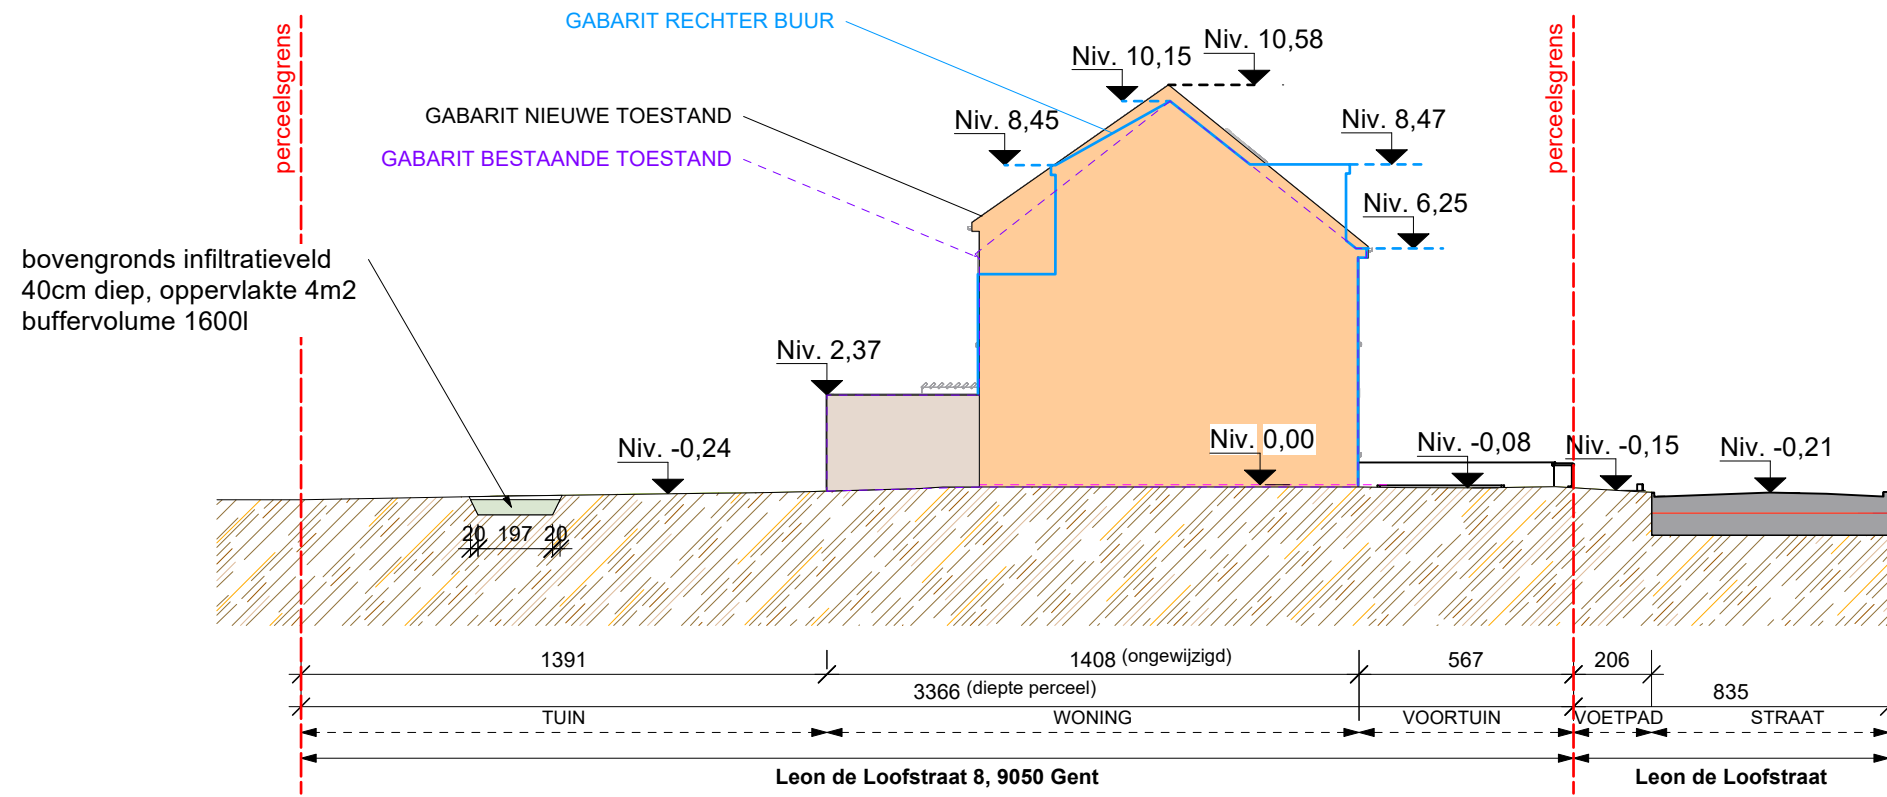 GABARIT RECHTER BUUR
perceelsgrens
perceelsgrens
Niv. 10,58
Niv. 10,15
GABARIT NIEUWE TOESTAND
Niv. 8,45
Niv. 8,47
GABARIT BESTAANDE TOESTAND
Niv. 6,25
bovengronds infiltratieveld
40cm diep, oppervlakte 4m2
buffervolume 1600l
Niv. 2,37
Niv. -0,24
Niv. 0,00
Niv. -0,08
Niv. -0,15
Niv. -0,21
20 197 20
1391 1408 (ongewijzigd) 567 206
3366 (diepte perceel) 835
TUIN WONING VOORTUIN VOETPAD STRAAT
Leon de Loofstraat 8, 9050 Gent Leon de Loofstraat